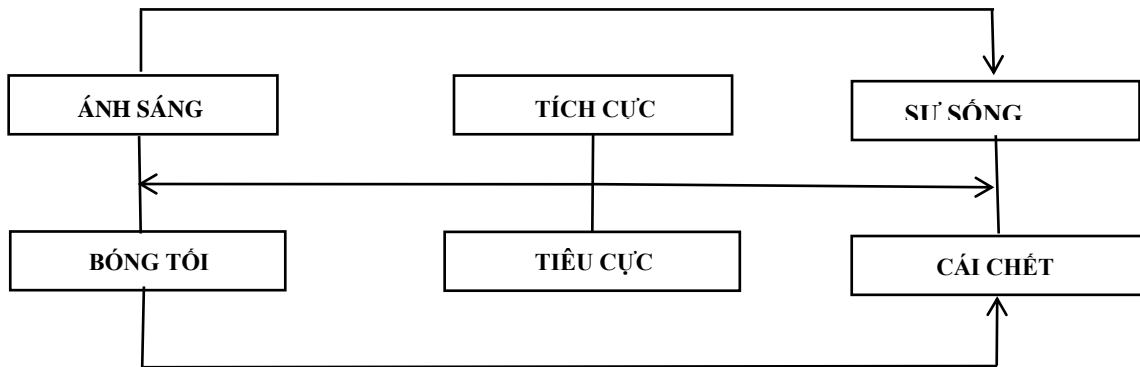 ÁNH SÁNG
TÍCH CỰC
SỰ SỐNG
BÓNG TỐI
TIÊU CỰC
CÁI CHẾT